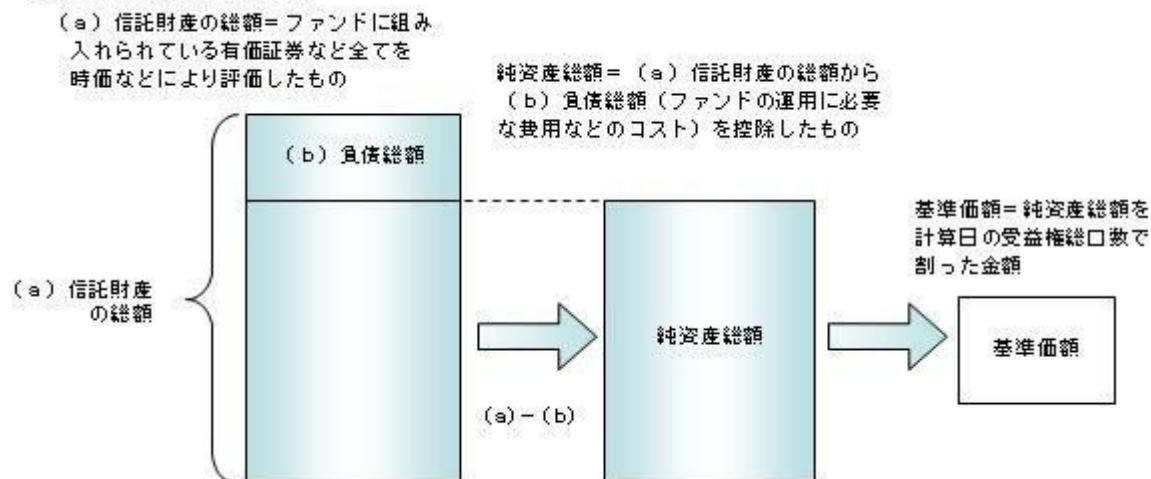 (a)信託財産の総額=ファンドに組み
入れられている有価証券など全てを
時価などにより評価したもの
純資産総額=(a)信託財産の総額から
(b)負債総額(ファンドの運用に必要
な費用などのコスト)を控除したもの
(b)負債総額
基準価額=純資産総額を
計算日の受益権総口数で
割った金額
(a)信託財産
の総額
純資産総額
基準価額
(a)-(b)